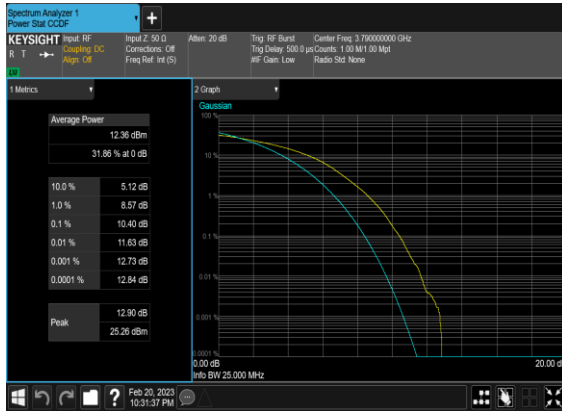 Spectrum Analyzer 1
Power Stat CCDF
KEYSIGHT
R T
LU
Input: RF
Coupling: DC
Align: Off
Input Z: 50 Ω
Corrections: Off
Freq Ref: Int (S)
Atten: 20 dB
Trig: RF Burst
Trig Delay: 500.0 µs
#IF Gain: Low
Center Freq: 3.790000000 GHz
Counts: 1.00 M/1.00 Mpt
Radio Std: None
1 Metrics
Average Power
12.36 dBm
31.86 % at 0 dB
10.0 % 5.12 dB
1.0 % 8.57 dB
0.1 % 10.40 dB
0.01 % 11.63 dB
0.001 % 12.73 dB
0.0001 % 12.84 dB
Peak
12.90 dB
25.26 dBm
2 Graph
Gaussian
100 %
10 %
1 %
0.1 %
0.01 %
0.001 %
0.0001 %
0.00 dB
20.00 dB
Info BW 25.000 MHz
?
Feb 20, 2023
10:31:37 PM